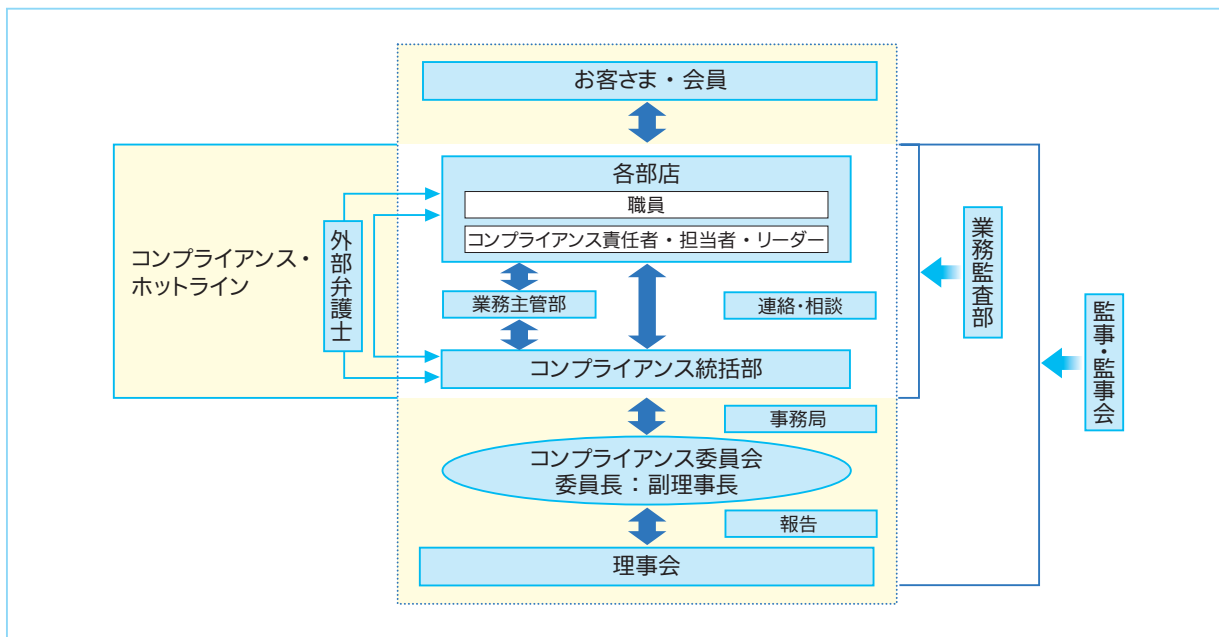 お客さま・会員
各部店
職員
コンプライアンス責任者・担当者・リーダー
コンプライアンス・
ホットライン
外部弁護士
業務主管部
連絡・相談
コンプライアンス統括部
業務監査部
監事・監事会
事務局
コンプライアンス委員会
委員長：副理事長
報告
理事会